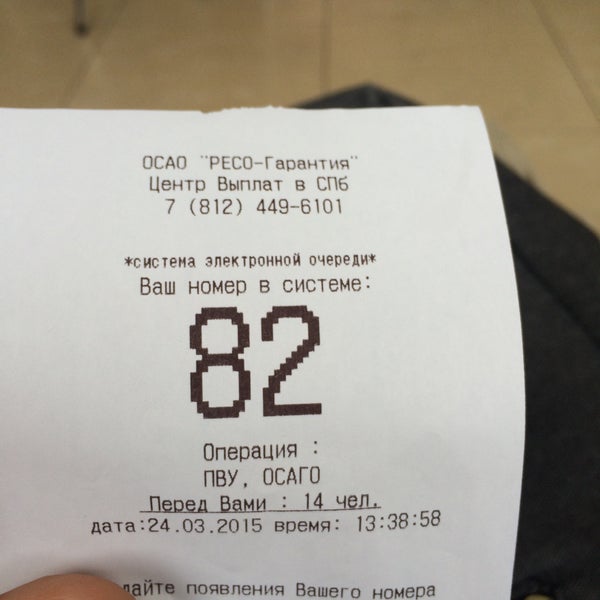 ОСАО "РЕСО-Гарантия"
Центр Выплат в СПб
7 (812) 449-6101
*система электронной очереди*
Ваш номер в системе:
82
Операция :
ПВУ, ОСАГО
Перед Вами : 14 чел.
дата:24.03.2015 время: 13:38:58
появления Вашего номера